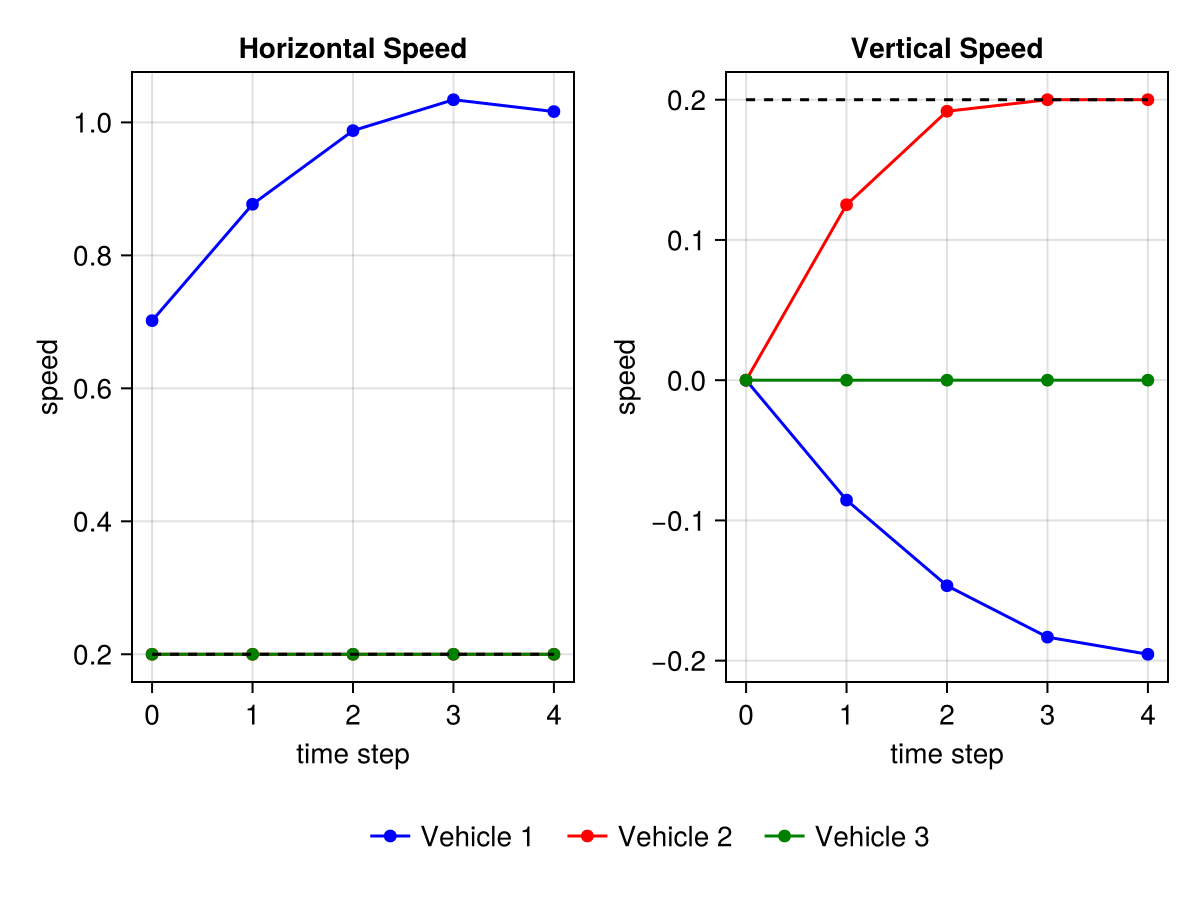 Horizontal Speed
Vertical Speed
speed
1.0
0.8
0.6
0.4
0.2
0 1 2 3 4
time step
speed
0.2
0.1
0.0
−0.1
−0.2
0 1 2 3 4
time step
Vehicle 1 Vehicle 2 Vehicle 3